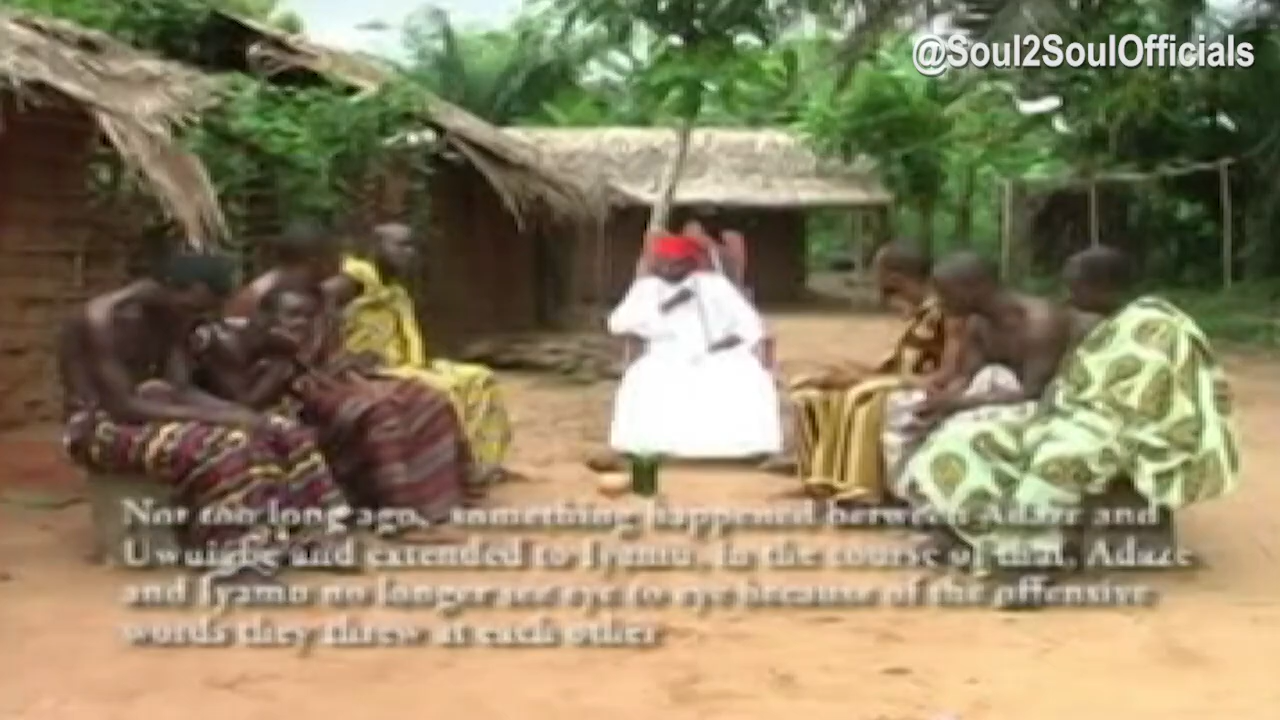 @Soul2SoulOfficials
Not too long ago, something happened between Adaze and
Uwuigbe and extended to Iyamu. In the course of that, Adaze
and Iyamu no longer see eye to eye because of the offensive
words they threw at each other